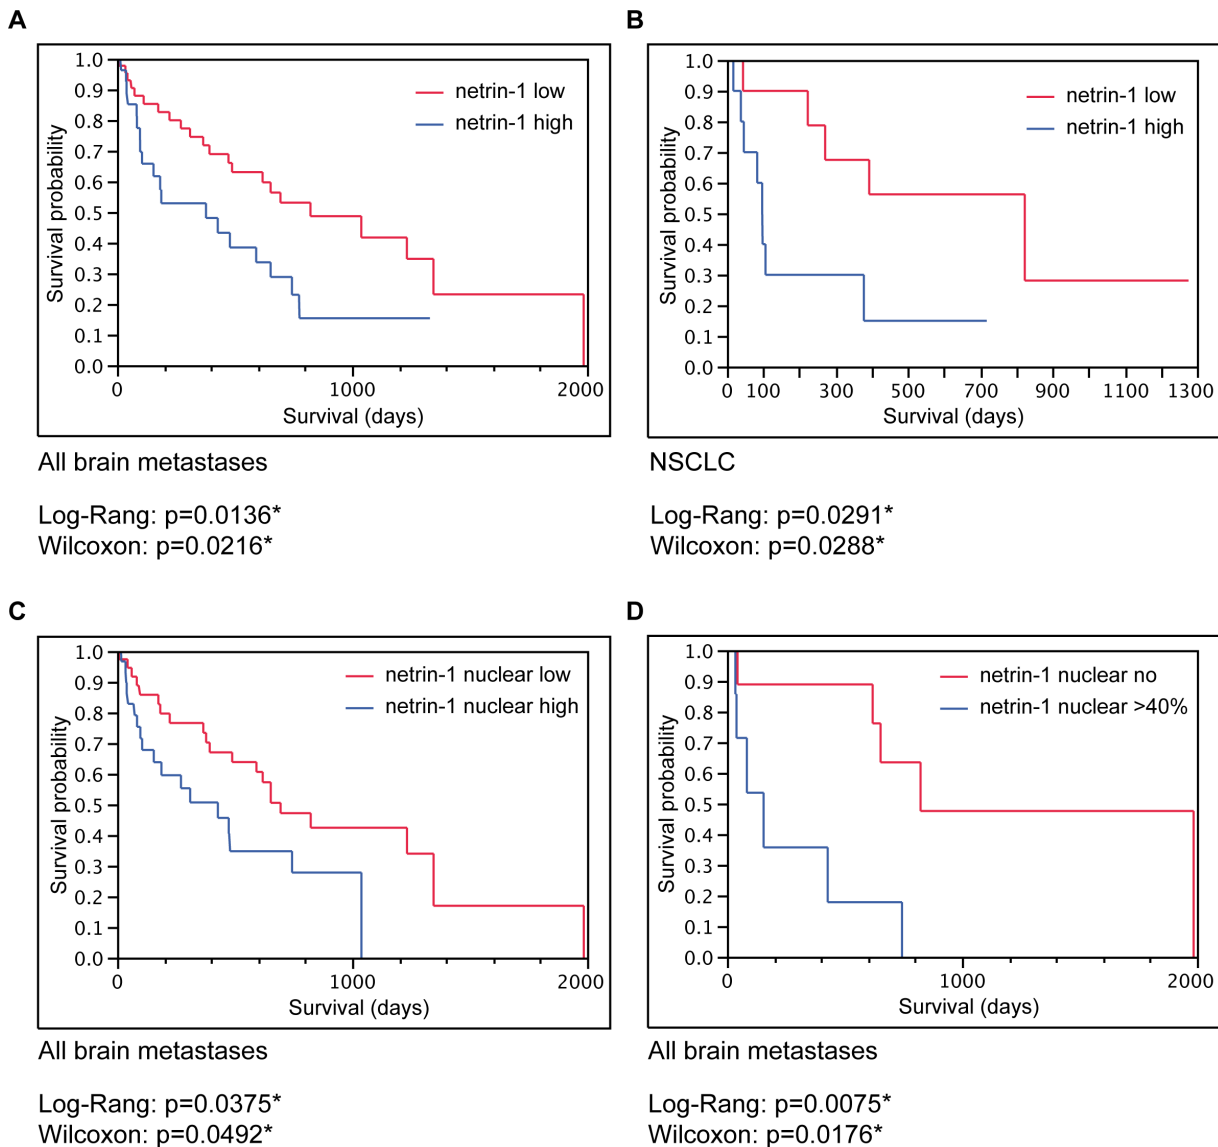 A
1.0
0.9
0.8
0.7
0.6
0.5
0.4
0.3
0.2
0.1
0.0
Survival probability
netrin-1 low
netrin-1 high
0 1000 2000
Survival (days)
All brain metastases
Log-Rang: p=0.0136*
Wilcoxon: p=0.0216*
B
1.0
0.9
0.8
0.7
0.6
0.5
0.4
0.3
0.2
0.1
0.0
Survival probability
netrin-1 low
netrin-1 high
0 100 300 500 700 900 1100 1300
Survival (days)
NSCLC
Log-Rang: p=0.0291*
Wilcoxon: p=0.0288*
C
1.0
0.9
0.8
0.7
0.6
0.5
0.4
0.3
0.2
0.1
0.0
Survival probability
netrin-1 nuclear low
netrin-1 nuclear high
0 1000 2000
Survival (days)
All brain metastases
Log-Rang: p=0.0375*
Wilcoxon: p=0.0492*
D
1.0
0.9
0.8
0.7
0.6
0.5
0.4
0.3
0.2
0.1
0.0
Survival probability
netrin-1 nuclear no
netrin-1 nuclear >40%
0 1000 2000
Survival (days)
All brain metastases
Log-Rang: p=0.0075*
Wilcoxon: p=0.0176*